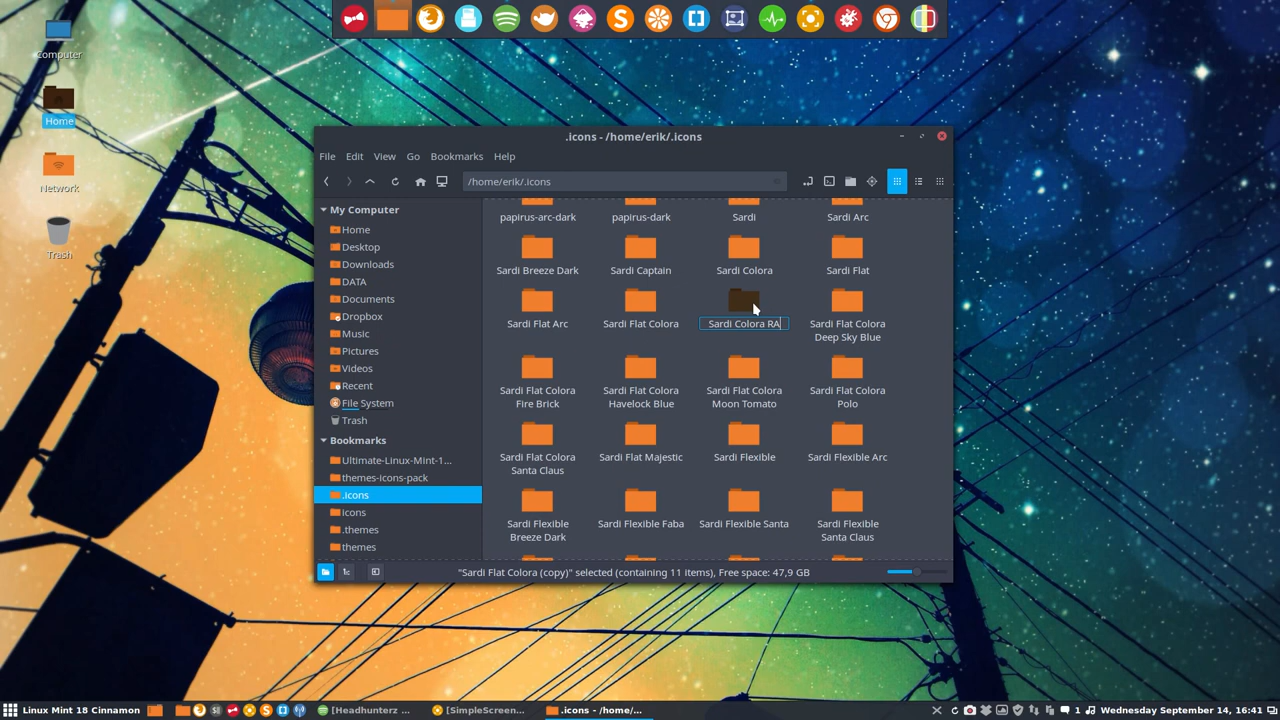 Computer
Home
Network
Trash
.icons - /home/erik/.icons
File Edit View Go Bookmarks Help
/home/erik/.icons
My Computer
Home
Desktop
Downloads
DATA
Documents
Dropbox
Music
Pictures
Videos
Recent
File System
Trash
Bookmarks
Ultimate-Linux-Mint-1...
themes-icons-pack
.icons
icons
.themes
themes
papirus-arc-dark
papirus-dark
Sardi
Sardi Arc
Sardi Breeze Dark
Sardi Captain
Sardi Colora
Sardi Flat
Sardi Flat Arc
Sardi Flat Colora
Sardi Colora RA
Sardi Flat Colora
Deep Sky Blue
Sardi Flat Colora
Fire Brick
Sardi Flat Colora
Havelock Blue
Sardi Flat Colora
Moon Tomato
Sardi Flat Colora
Polo
Sardi Flat Colora
Santa Claus
Sardi Flat Majestic
Sardi Flexible
Sardi Flexible Arc
Sardi Flexible
Breeze Dark
Sardi Flexible Faba
Sardi Flexible Santa
Sardi Flexible
Santa Claus
"Sardi Flat Colora (copy)" selected (containing 11 items), Free space: 47,9 GB
Linux Mint 18 Cinnamon
[Headhunterz ...
[SimpleScreen...
.icons - /home/...
1
Wednesday September 14, 16:41